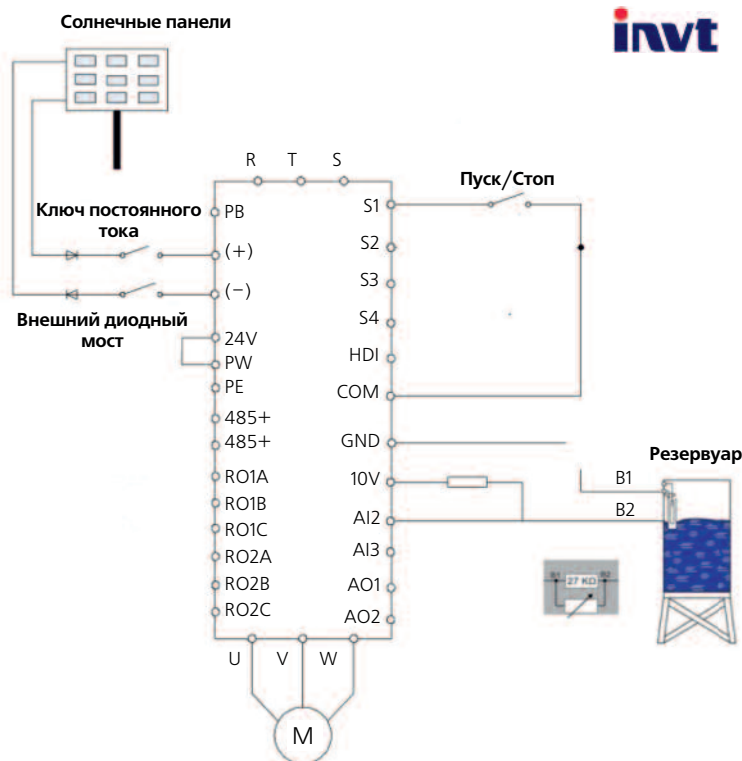 Солнечные панели
invt
R T S
Пуск/Стоп
Ключ постоянного
тока
PB
(+)
(−)
Внешний диодный
мост
24V
PW
PE
485+
485+
RO1A
RO1B
RO1C
RO2A
RO2B
RO2C
S1
S2
S3
S4
HDI
COM
GND
10V
AI2
AI3
AO1
AO2
Резервуар
B1
B2
B1 27 KΩ B2
U V W
M